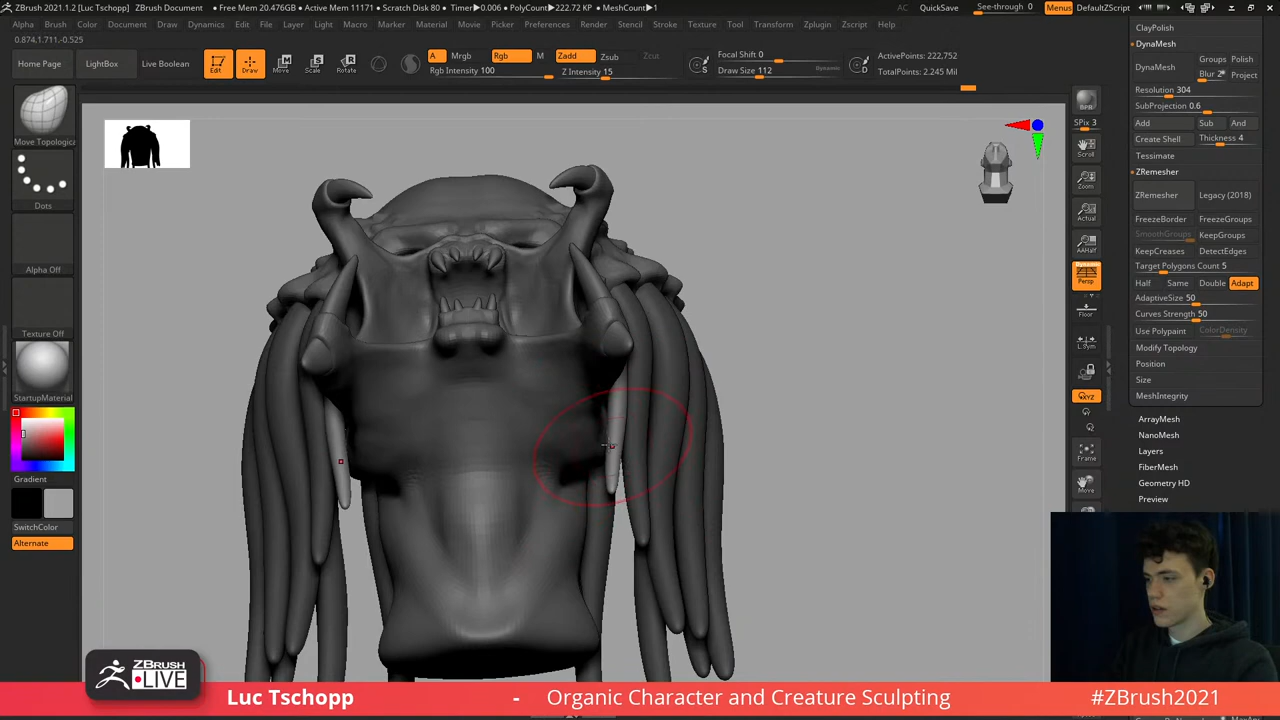 ZBrush 2021.1.2 [Luc Tschopp]  ZBrush Document  ● Free Mem 20.476GB ● Active Mem 11171 ● Scratch Disk 80 ● Timer▶0.006 ● PolyCount▶222.72 KP ● MeshCount▶1  AC  QuickSave  See-through 0  Menus  DefaultZScript
Alpha  Brush  Color  Document  Draw  Dynamics  Edit  File  Layer  Light  Macro  Marker  Material  Movie  Picker  Preferences  Render  Stencil  Stroke  Texture  Tool  Transform  Zplugin  Zscript  Help
0.874,1.711,-0.525
Home Page  LightBox  Live Boolean  Edit  Draw  Move  Scale  Rotate
A  Mrgb  Rgb  M  Zadd  Zsub  Zcut
Rgb Intensity 100  Z Intensity 15
Focal Shift 0
Draw Size 112  Dynamic
S
D
ActivePoints: 222,752
TotalPoints: 2.245 Mil
Move Topologica
Dots
Alpha Off
Texture Off
StartupMaterial
Gradient
SwitchColor
Alternate
BPR
SPix 3
Scroll
Zoom
Actual
AAHalf
Dynamic
Persp
Floor
L.Sym
XYZ
Frame
Move
ClayPolish
DynaMesh
DynaMesh  Groups  Polish
Blur 2  Project
Resolution 304
SubProjection 0.6
Add  Sub  And
Create Shell  Thickness 4
Tessimate
ZRemesher
ZRemesher  Legacy (2018)
FreezeBorder  FreezeGroups
SmoothGroups  KeepGroups
KeepCreases  DetectEdges
Target Polygons Count 5
Half  Same  Double  Adapt
AdaptiveSize 50
Curves Strength 50
Use Polypaint  ColorDensity
Modify Topology
Position
Size
MeshIntegrity
ArrayMesh
NanoMesh
Layers
FiberMesh
Geometry HD
Preview
ZBRUSH
LIVE
Luc Tschopp  -  Organic Character and Creature Sculpting  #ZBrush2021